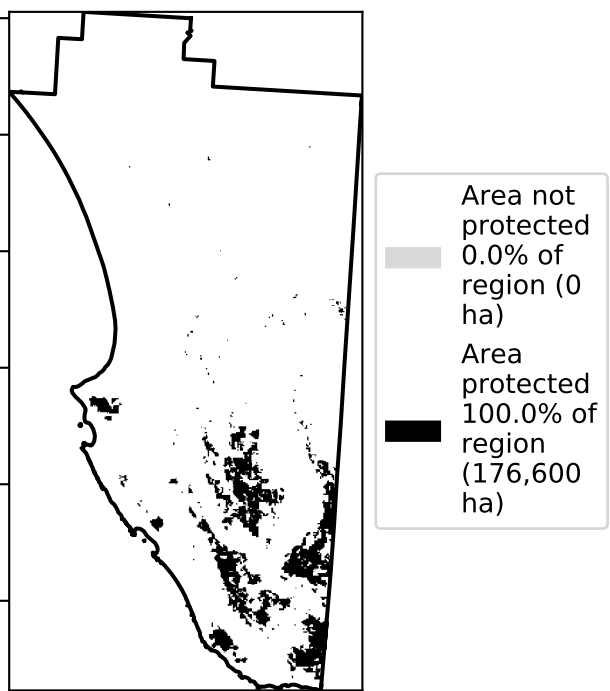 Area not
protected
0.0% of
region (0
ha)
Area
protected
100.0% of
region
(176,600
ha)